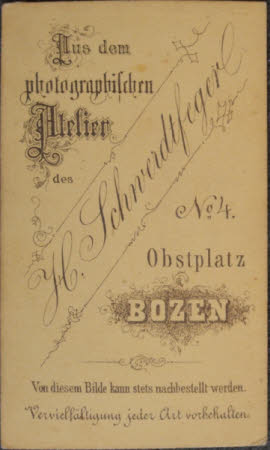 Aus dem
photographischen
Atelier
des
H. Schwerdtfeger
No 4.
Obstplatz
BOZEN
Von diesem Bilde kann stets nachbestellt werden.
Vervielfältigung jeder Art vorbehalten.